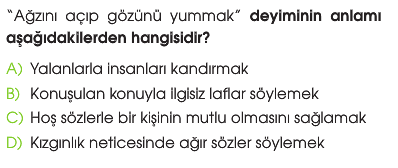 “Ağzını açıp gözünü yummak” deyiminin anlamı
aşağıdakilerden hangisidir?
A) Yalanlarla insanları kandırmak
B) Konuşulan konuyla ilgisiz laflar söylemek
C) Hoş sözlerle bir kişinin mutlu olmasını sağlamak
D) Kızgınlık neticesinde ağır sözler söylemek